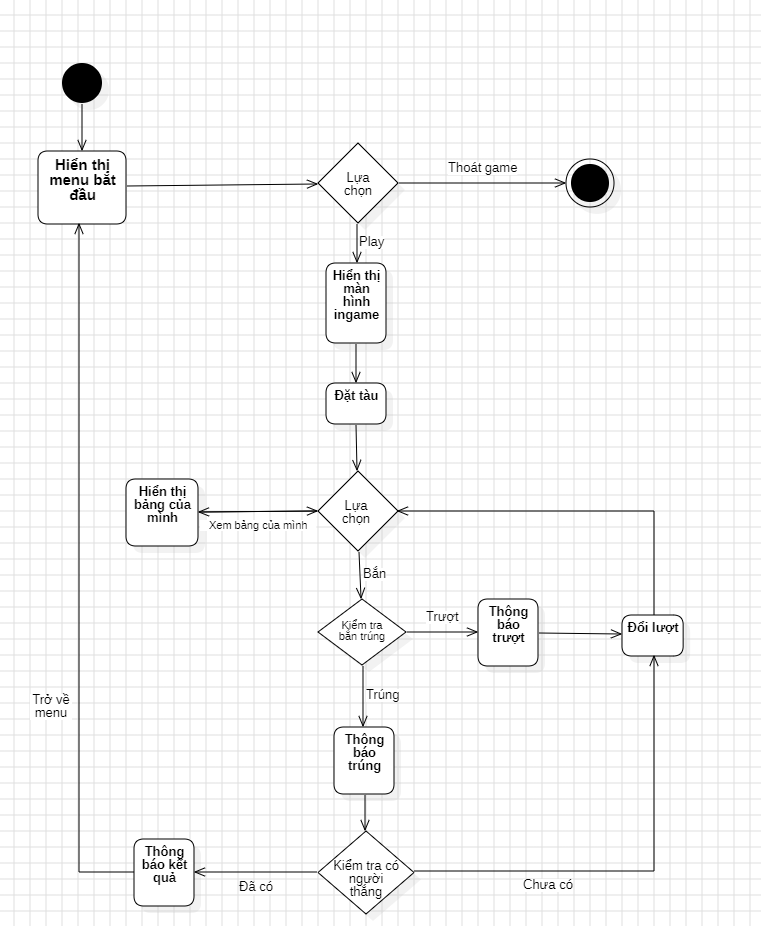 Hiển thị
menu bắt
đầu
Lựa
chọn
Thoát game
Play
Hiển thị
màn
hình
ingame
Đặt tàu
Hiển thị
bảng của
mình
Xem bảng của mình
Lựa
chọn
Bắn
Kiểm tra
bắn trúng
Trượt
Thông
báo
trượt
Đổi lượt
Trúng
Trở về
menu
Thông
báo
trúng
Thông
báo kết
quả
Đã có
Kiểm tra có
người
thắng
Chưa có